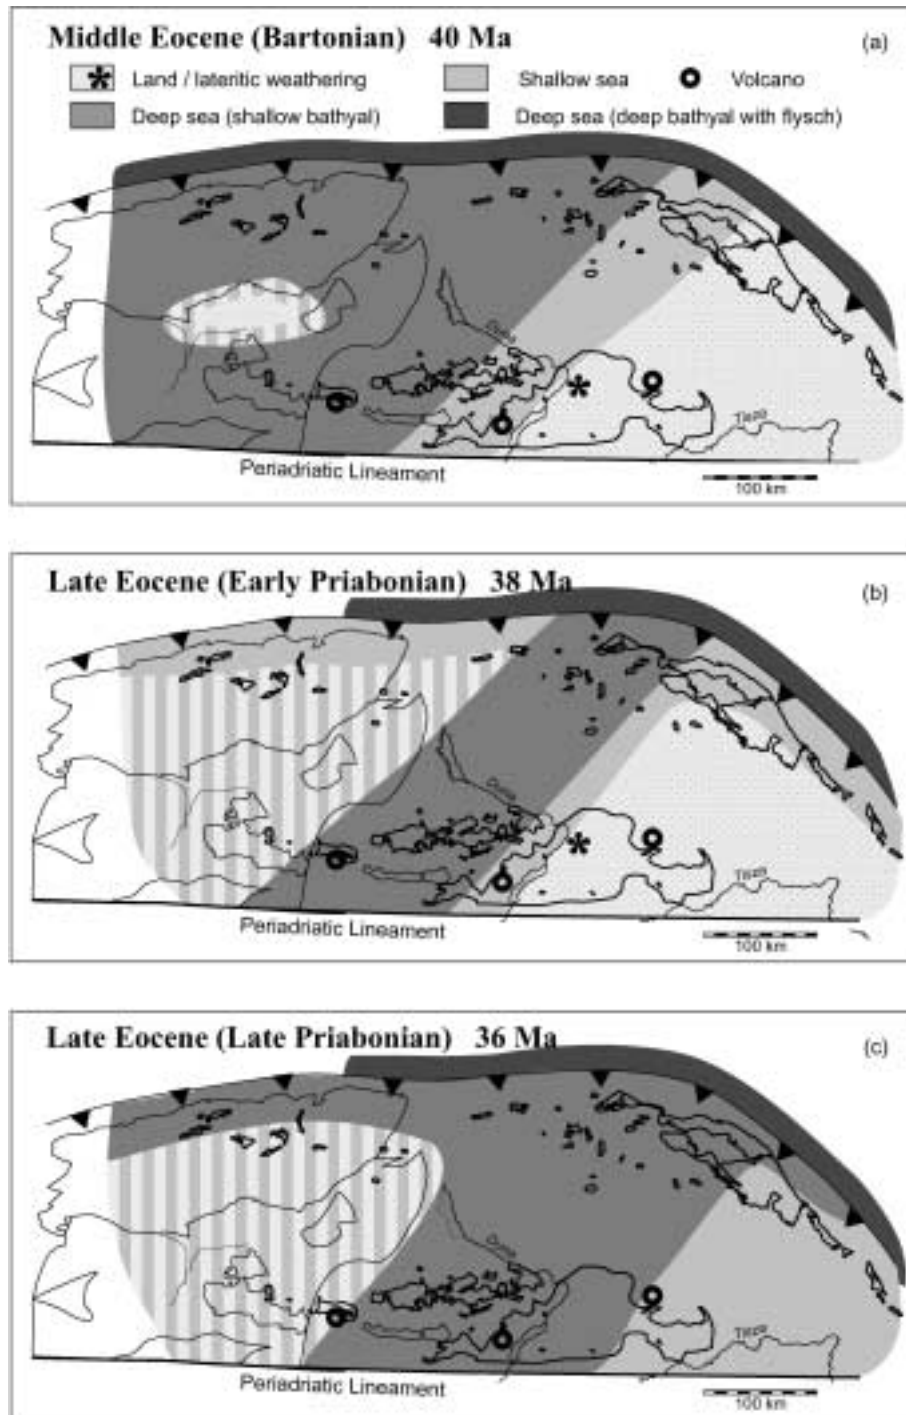 Middle Eocene (Bartonian) 40 Ma
(a)
Land / lateritic weathering
Shallow sea
Volcano
Deep sea (shallow bathyal)
Deep sea (deep bathyal with flysch)
Duna
Tisza
Periadriatic Lineament
100 km
Late Eocene (Early Priabonian) 38 Ma
(b)
Duna
Tisza
Periadriatic Lineament
100 km
Late Eocene (Late Priabonian) 36 Ma
(c)
Duna
Tisza
Periadriatic Lineament
100 km